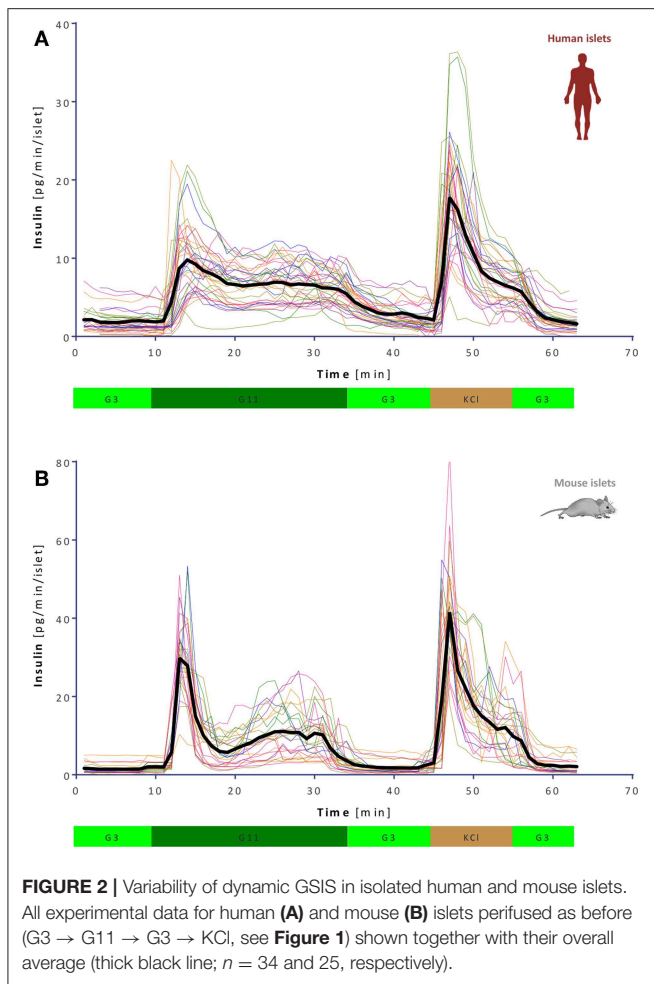 A
Human islets
Insulin [pg/min/islet]
40
30
20
10
0
0 10 20 30 40 50 60 70
Time [min]
G3 G11 G3 KCl G3
B
Mouse islets
Insulin [pg/min/islet]
80
60
40
20
0
0 10 20 30 40 50 60 70
Time [min]
G3 G11 G3 KCl G3
FIGURE 2 | Variability of dynamic GSIS in isolated human and mouse islets.
All experimental data for human (A) and mouse (B) islets perifused as before
(G3 → G11 → G3 → KCl, see Figure 1) shown together with their overall
average (thick black line; n = 34 and 25, respectively).